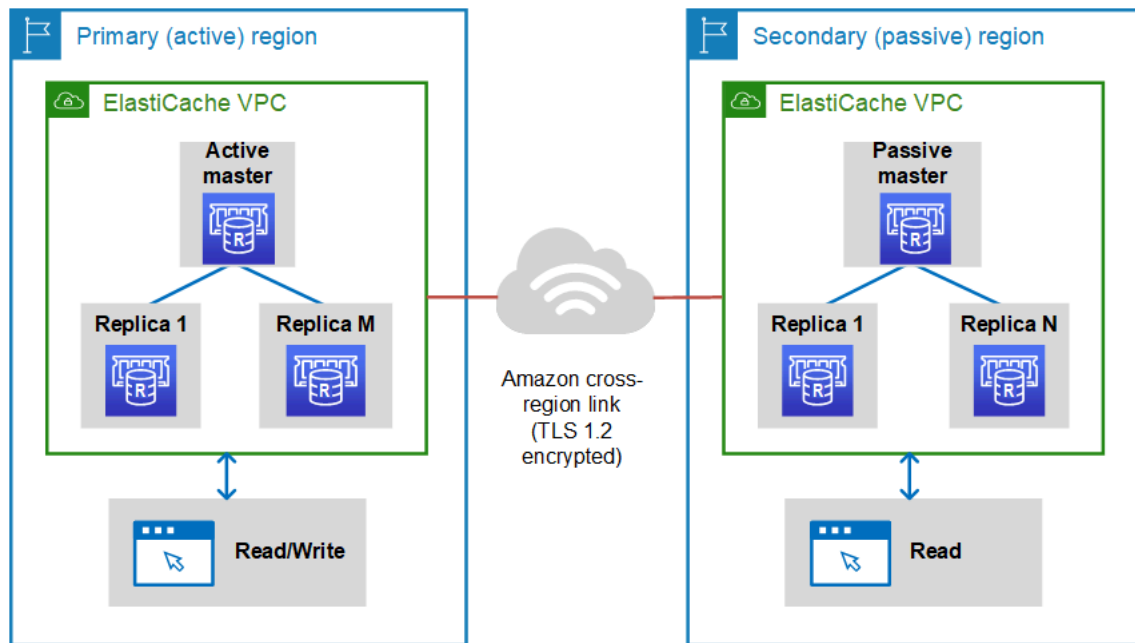 Primary (active) region
ElastiCache VPC
Active
master
R
Replica 1
R
Replica M
R
Read/Write
Amazon cross-
region link
(TLS 1.2
encrypted)
Secondary (passive) region
ElastiCache VPC
Passive
master
R
Replica 1
R
Replica N
R
Read